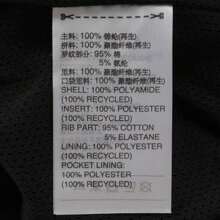 主料: 100% 锦纶(再生)
拼料: 100% 聚酯纤维(再生)
罗纹部分: 95% 棉
5% 氨纶
里料: 100% 聚酯纤维(再生)
口袋里料: 100% 聚酯纤维(再生)
SHELL: 100% POLYAMIDE
(100% RECYCLED)
INSERT: 100% POLYESTER
(100% RECYCLED)
RIB PART: 95% COTTON
5% ELASTANE
LINING: 100% POLYESTER
(100% RECYCLED)
POCKET LINING:
100% POLYESTER
(100% RECYCLED)